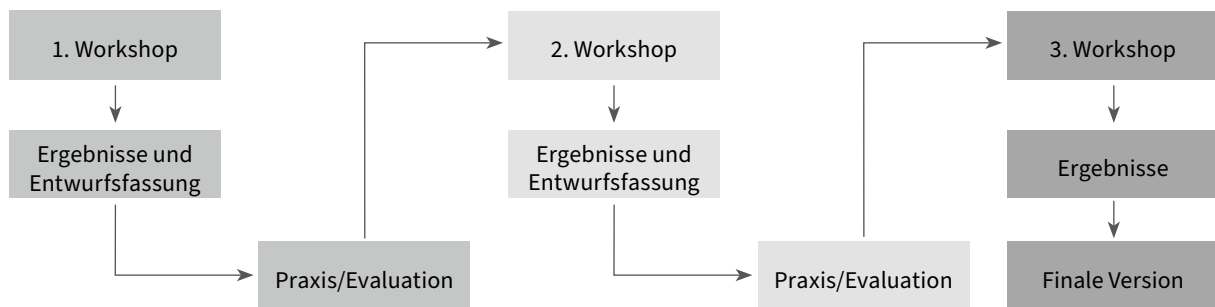 1. Workshop
Ergebnisse und
Entwurfsfassung
Praxis/Evaluation
2. Workshop
Ergebnisse und
Entwurfsfassung
Praxis/Evaluation
3. Workshop
Ergebnisse
Finale Version